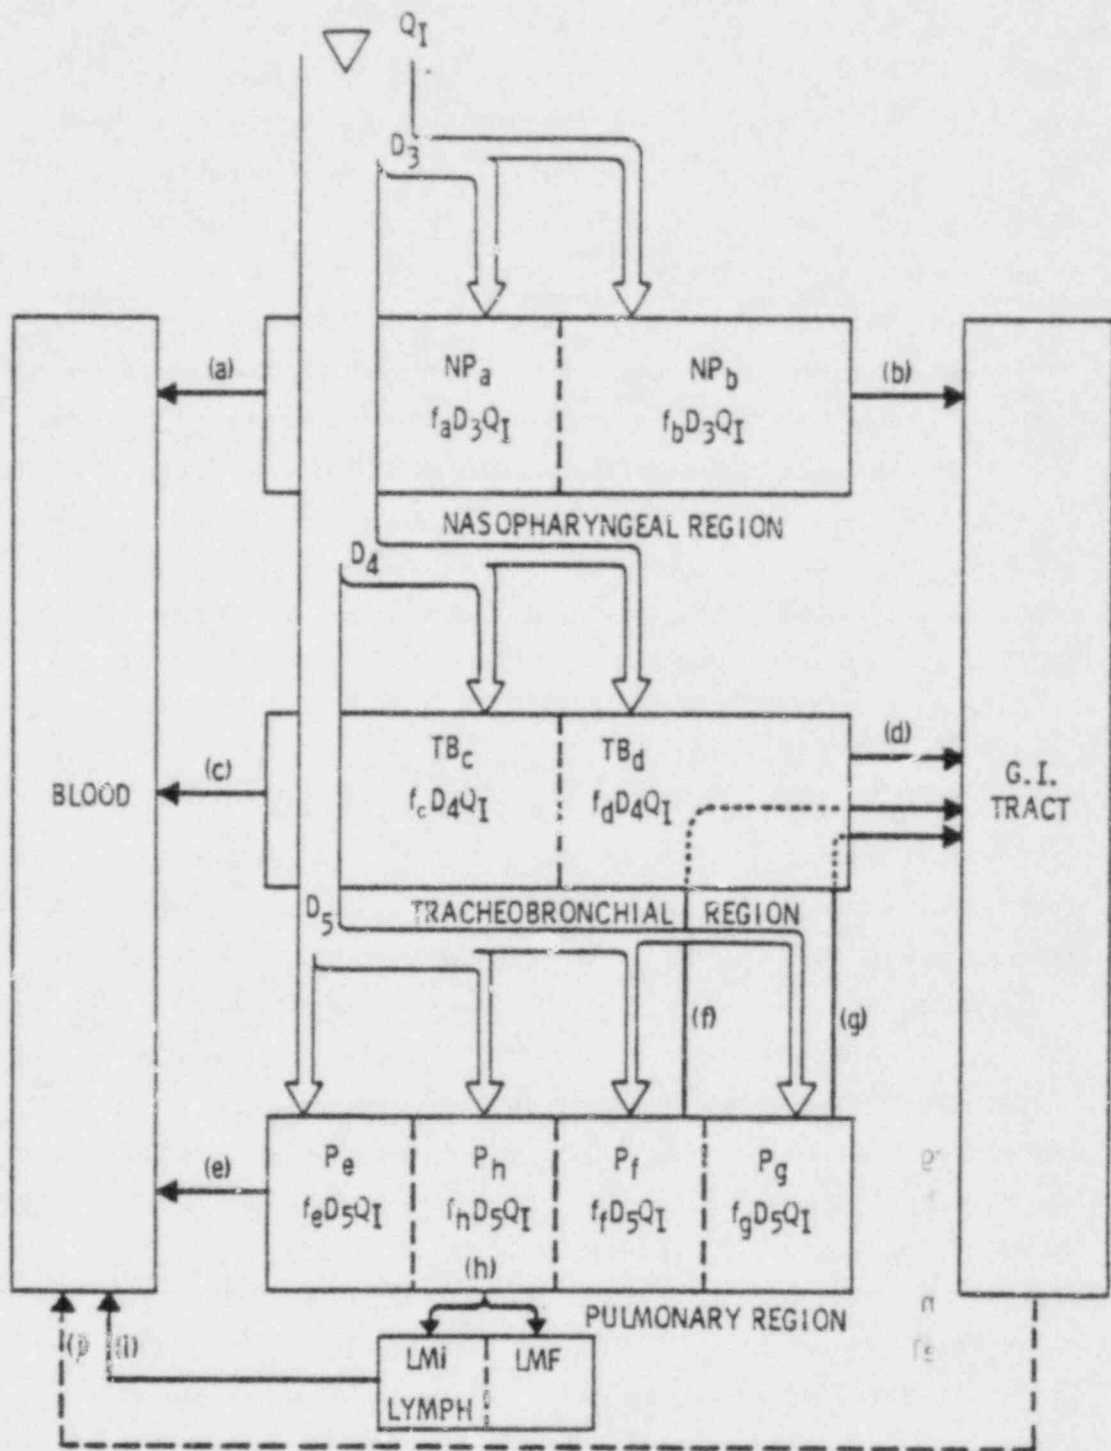 Q_I
D_3
(a)
NP_a
f_aD_3Q_I
NP_b
f_bD_3Q_I
(b)
NASOPHARYNGEAL REGION
D_4
BLOOD
(c)
TB_c
f_cD_4Q_I
TB_d
f_dD_4Q_I
(d)
G.I.
TRACT
TRACHEOBRONCHIAL REGION
D_5
(f)
(g)
(e)
P_e
f_eD_5Q_I
P_h
f_hD_5Q_I
(h)
P_f
f_fD_5Q_I
P_g
f_gD_5Q_I
PULMONARY REGION
(i)
LMi
LMF
LYMPH